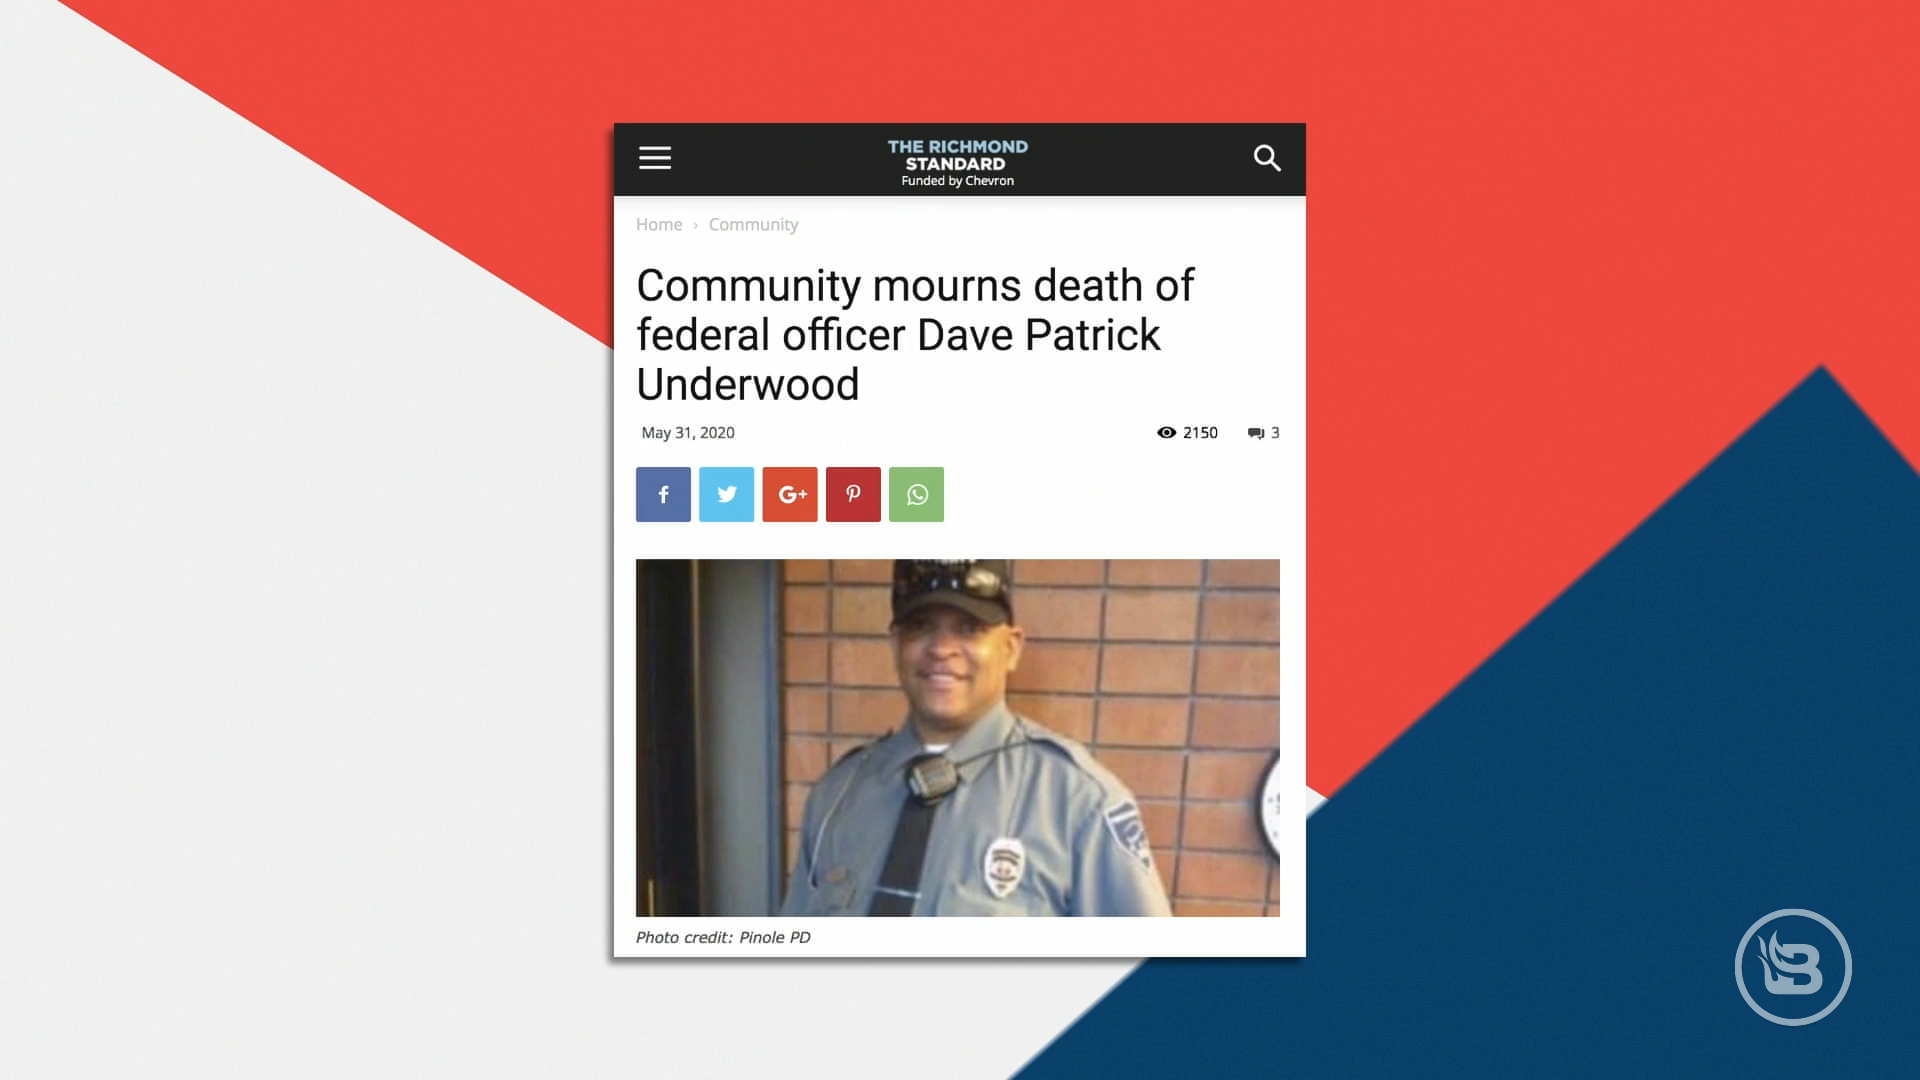 THE RICHMOND
STANDARD
Funded by Chevron
Home › Community
Community mourns death of
federal officer Dave Patrick
Underwood
May 31, 2020 2150 3
f G+
Photo credit: Pinole PD
B